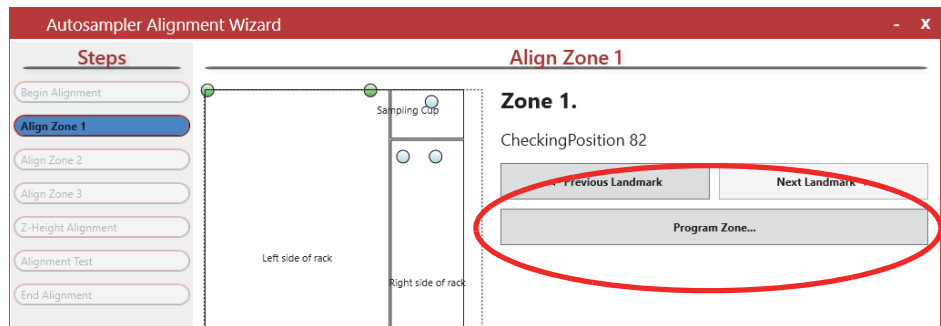 Autosampler Alignment Wizard - X
Steps
Align Zone 1
Begin Alignment
Align Zone 1
Align Zone 2
Align Zone 3
Z-Height Alignment
Alignment Test
End Alignment
Sampling Cup
Left side of rack
Right side of rack
Zone 1.
CheckingPosition 82
Previous Landmark
Next Landmark
Program Zone...